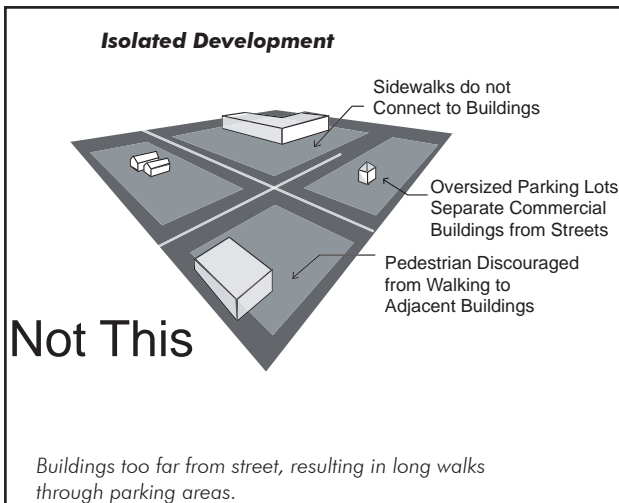 Isolated Development
Sidewalks do not
Connect to Buildings
Oversized Parking Lots
Separate Commercial
Buildings from Streets
Pedestrian Discouraged
from Walking to
Adjacent Buildings
Not This
Buildings too far from street, resulting in long walks
through parking areas.